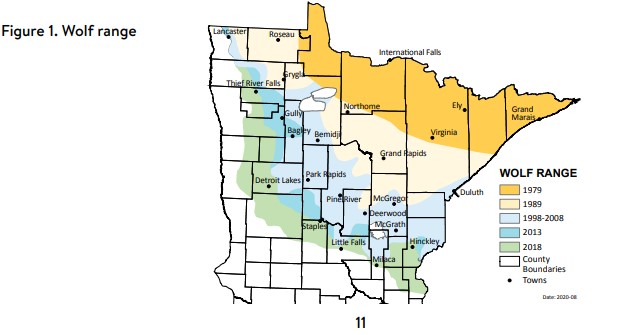 Figure 1. Wolf range
Lancaster
Roseau
International Falls
Grygla
Thief River Falls
Northome
Ely
Grand
Marais
Gully
Bagley
Bemidji
Virginia
Grand Rapids
Detroit Lakes
Park Rapids
Pine River
McGregor
Duluth
Deerwood
McGrath
Staples
Little Falls
Hinckley
Milaca
WOLF RANGE
1979
1989
1998-2008
2013
2018
County
Boundaries
Towns
Date: 2020-08
11